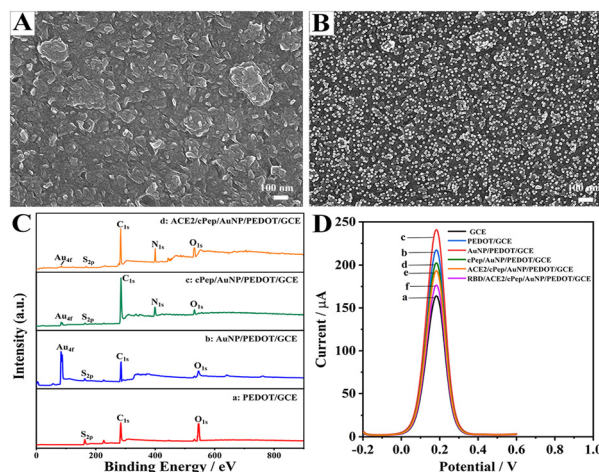 A
100 nm
B
100 nm
C
d: ACE2/cPep/AuNP/PEDOT/GCE
Au4f
S2p
C1s
N1s
O1s
c: cPep/AuNP/PEDOT/GCE
Au4f
S2p
C1s
N1s
O1s
b: AuNP/PEDOT/GCE
Au4f
S2p
C1s
O1s
a: PEDOT/GCE
S2p
C1s
O1s
Intensity (a.u.)
0 200 400 600 800
Binding Energy / eV
D
250
200
150
100
50
0
c
b
d
e
f
a
GCE
PEDOT/GCE
AuNP/PEDOT/GCE
cPep/AuNP/PEDOT/GCE
ACE2/cPep/AuNP/PEDOT/GCE
RBD/ACE2/cPep/AuNP/PEDOT/GCE
Current / μA
-0.2 0.0 0.2 0.4 0.6 0.8 1.0
Potential / V